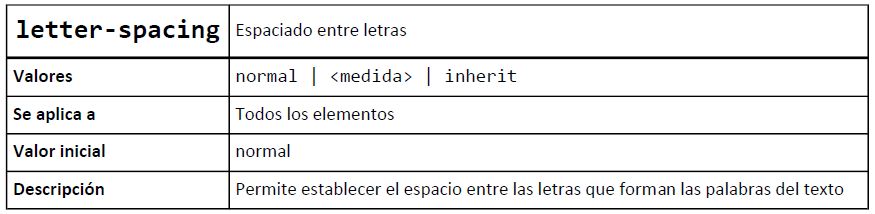 letter-spacing Espaciado entre letras
Valores normal | <medida> | inherit
Se aplica a Todos los elementos
Valor inicial normal
Descripción Permite establecer el espacio entre las letras que forman las palabras del texto